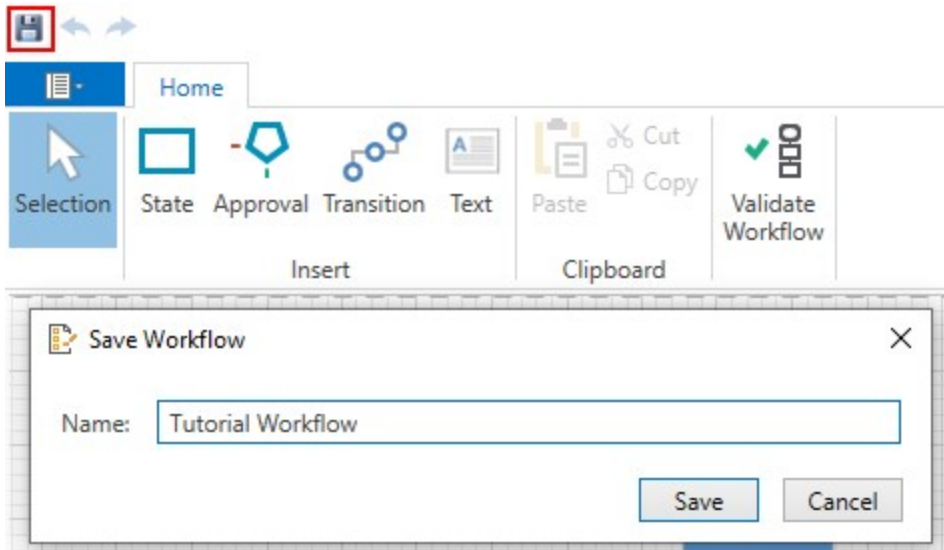 Home
Selection
State
Approval
Transition
Text
Paste
Cut
Copy
Validate
Workflow
Insert
Clipboard
Save Workflow
Name:
Tutorial Workflow
Save
Cancel